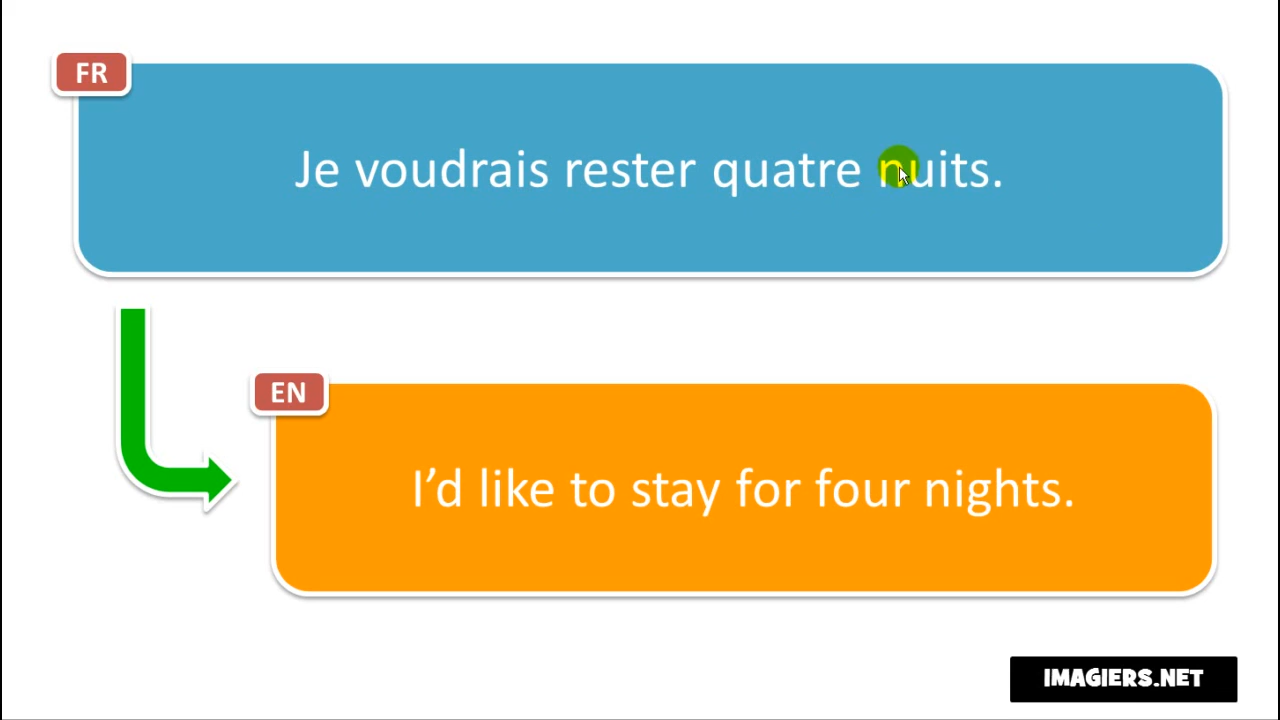 FR
Je voudrais rester quatre nuits.
EN
I’d like to stay for four nights.
IMAGIERS.NET